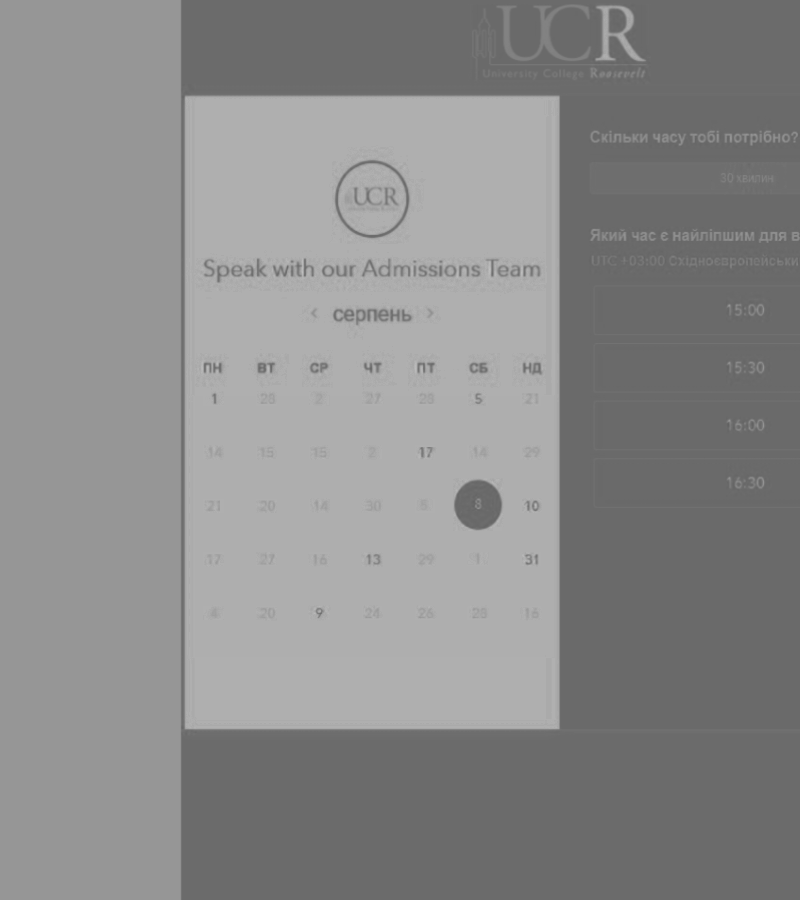 UCR
University College Roosevelt
UCR
Speak with our Admissions Team
< серпень >
ПН ВТ СР ЧТ ПТ СБ НД
1 28 2 27 28 5 21
14 15 15 2 17 14 29
21 20 14 30 8 10
17 27 16 13 29 1 31
20 9 24 26 28 16
Скільки часу тобі потрібно?
30 хвилин
Який час є найліпшим для в
UTC +03:00 Східноєвропейськи
15:00
15:30
16:00
16:30